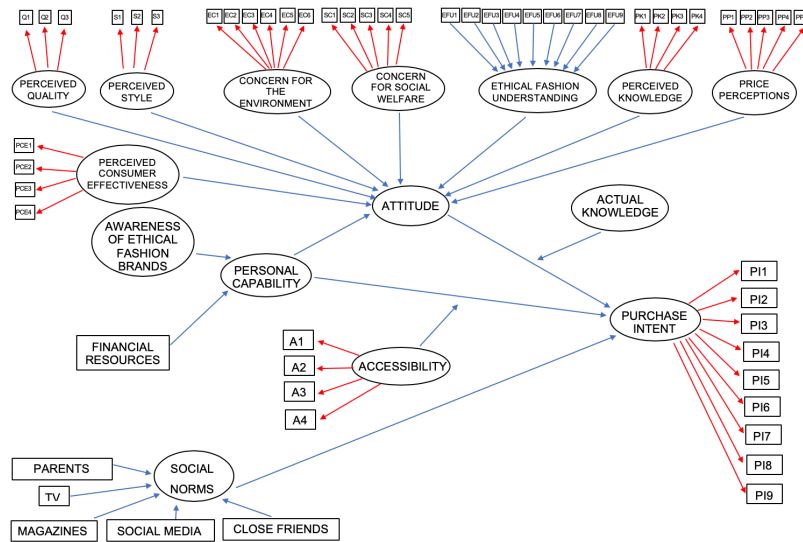 Q1 Q2 Q3 S1 S2 S3 EC1 EC2 EC3 EC4 EC5 EC6 SC1 SC2 SC3 SC4 SC5 EFU1 EFU2 EFU3 EFU4 EFU5 EFU6 EFU7 EFU8 EFU9 PK1 PK2 PK3 PK4 PP1 PP2 PP3 PP4
PERCEIVED
QUALITY
PERCEIVED
STYLE
CONCERN FOR
THE
ENVIRONMENT
CONCERN
FOR SOCIAL
WELFARE
ETHICAL FASHION
UNDERSTANDING
PERCEIVED
KNOWLEDGE
PRICE
PERCEPTIONS
PCE1
PCE2
PCE3
PCE4
PERCEIVED
CONSUMER
EFFECTIVENESS
ATTITUDE
ACTUAL
KNOWLEDGE
AWARENESS
OF ETHICAL
FASHION
BRANDS
PERSONAL
CAPABILITY
FINANCIAL
RESOURCES
A1
A2
A3
A4
ACCESSIBILITY
PURCHASE
INTENT
PI1
PI2
PI3
PI4
PI5
PI6
PI7
PI8
PI9
PARENTS
TV
MAGAZINES
SOCIAL MEDIA
CLOSE FRIENDS
SOCIAL
NORMS